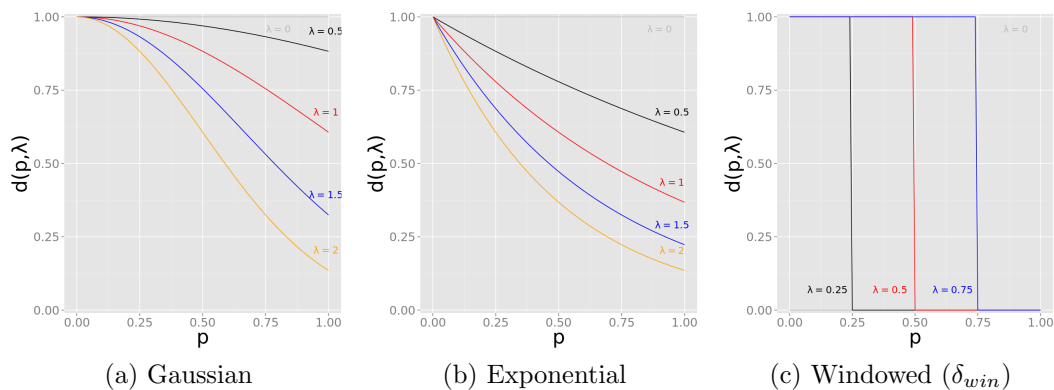 1.00
0.75
0.50
0.25
0.00
d(p,λ)
λ = 0
λ = 0.5
λ = 1
λ = 1.5
λ = 2
0.00 0.25 0.50 0.75 1.00
p
(a) Gaussian
1.00
0.75
0.50
0.25
0.00
d(p,λ)
λ = 0
λ = 0.5
λ = 1
λ = 1.5
λ = 2
0.00 0.25 0.50 0.75 1.00
p
(b) Exponential
1.00
0.75
0.50
0.25
0.00
d(p,λ)
λ = 0
λ = 0.25 λ = 0.5 λ = 0.75
0.00 0.25 0.50 0.75 1.00
p
(c) Windowed (δwin)